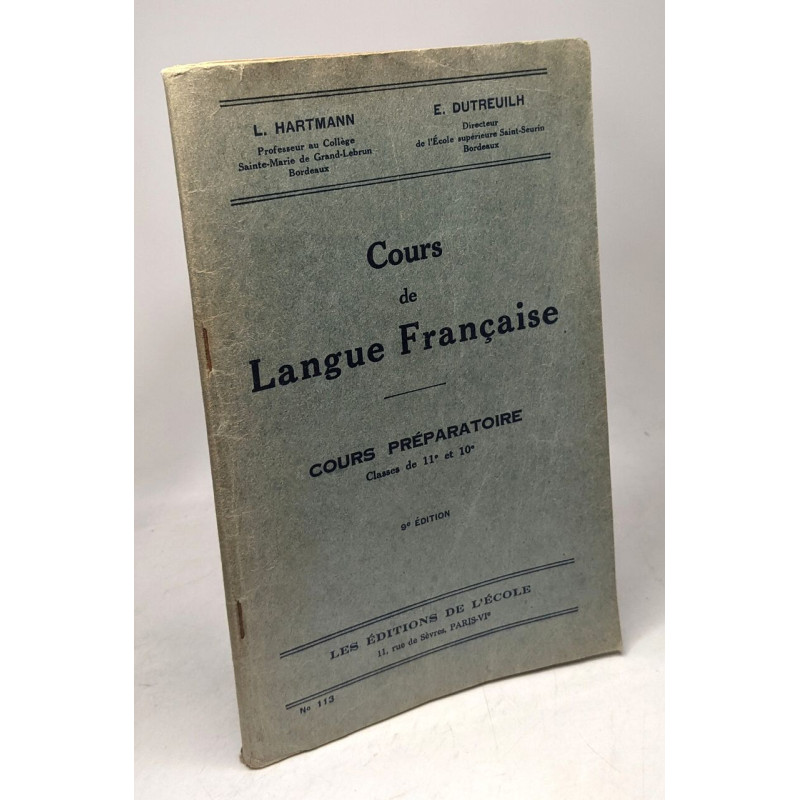 L. HARTMANN
Professeur au Collège
Sainte-Marie de Grand-Lebrun
Bordeaux
E. DUTREUILH
Directeur
de l'École supérieure Saint-Seurin
Bordeaux
Cours
de
Langue Française
COURS PRÉPARATOIRE
Classes de 11e et 10e
9e ÉDITION
LES ÉDITIONS DE L'ÉCOLE
11, rue de Sèvres, PARIS-VIe
No 113